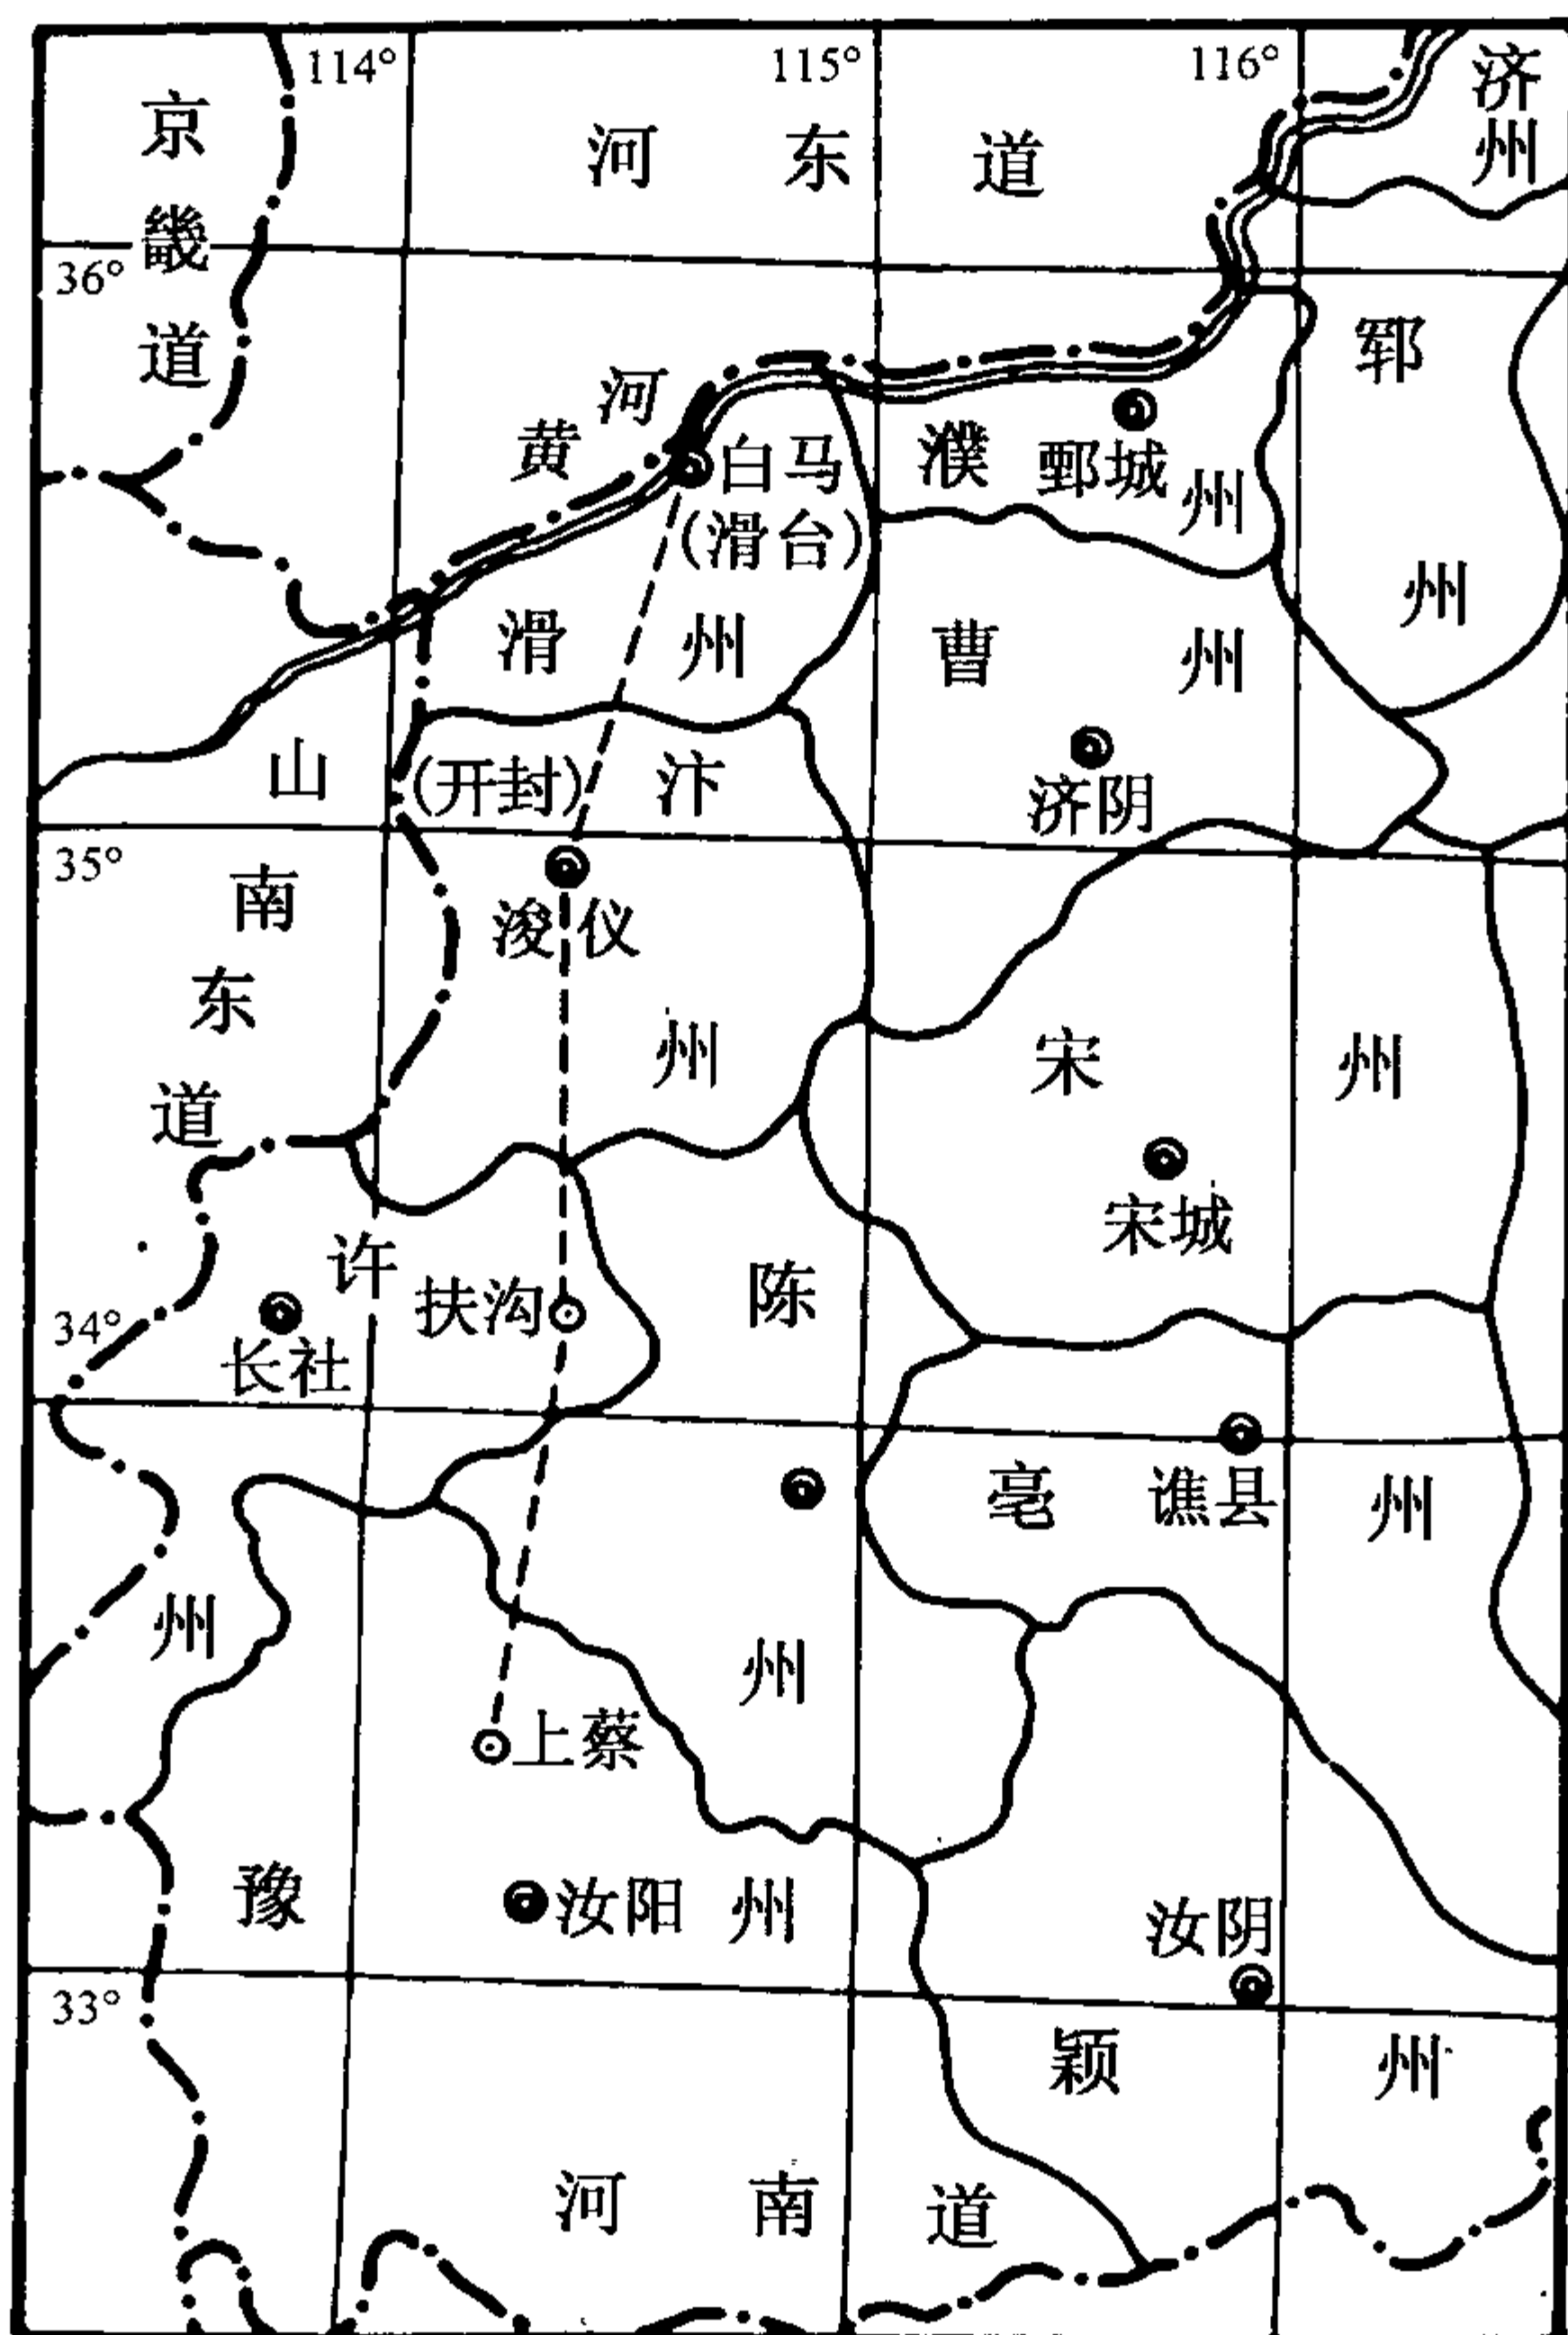 114°
115°
116°
济州
京畿道
河东道
36°
郓州
黄河
白马
(滑台)
濮州
鄄城
滑州
曹州
山南东道
(开封)
汴州
济阴
35°
浚仪
宋州
宋城
许州
扶沟
陈州
34°
长社
亳州
谯县
上蔡
豫州
汝阳
汝阴
33°
颍州
河南道